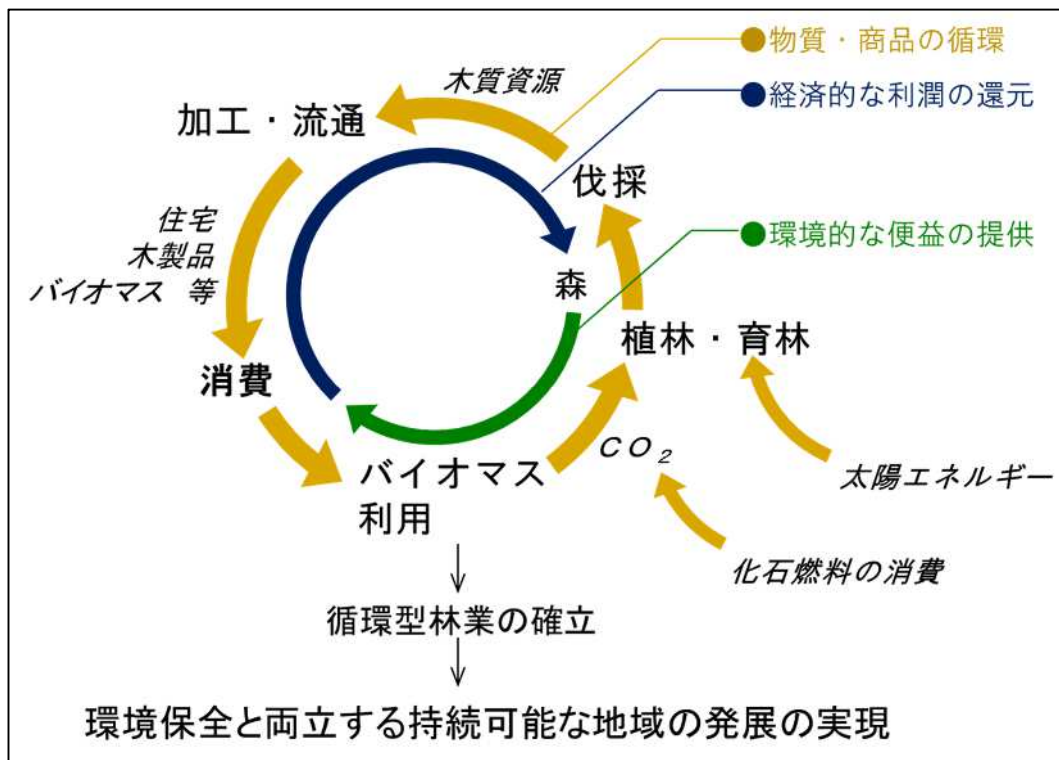 ●物質・商品の循環
木質資源
●経済的な利潤の還元
加工・流通
伐採
住宅
木製品
バイオマス 等
●環境的な便益の提供
森
植林・育林
消費
CO₂
バイオマス
利用
太陽エネルギー
化石燃料の消費
循環型林業の確立
環境保全と両立する持続可能な地域の発展の実現